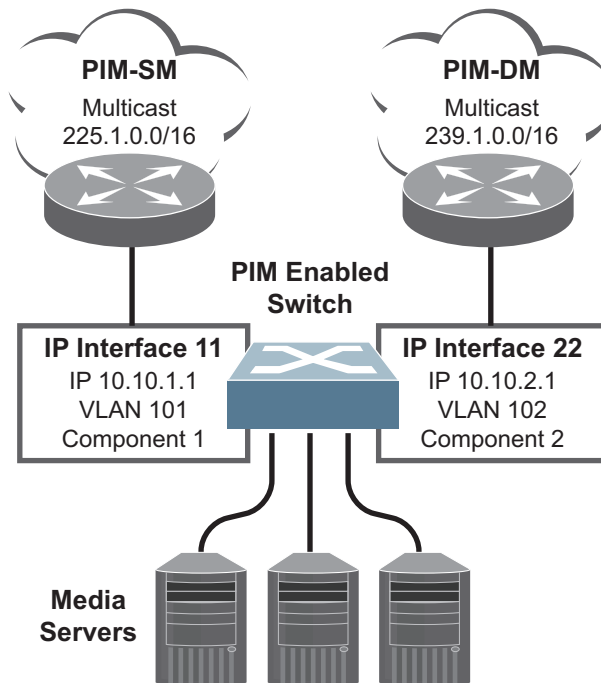 PIM-SM
Multicast
225.1.0.0/16
PIM-DM
Multicast
239.1.0.0/16
PIM Enabled
Switch
IP Interface 11
IP 10.10.1.1
VLAN 101
Component 1
IP Interface 22
IP 10.10.2.1
VLAN 102
Component 2
Media
Servers